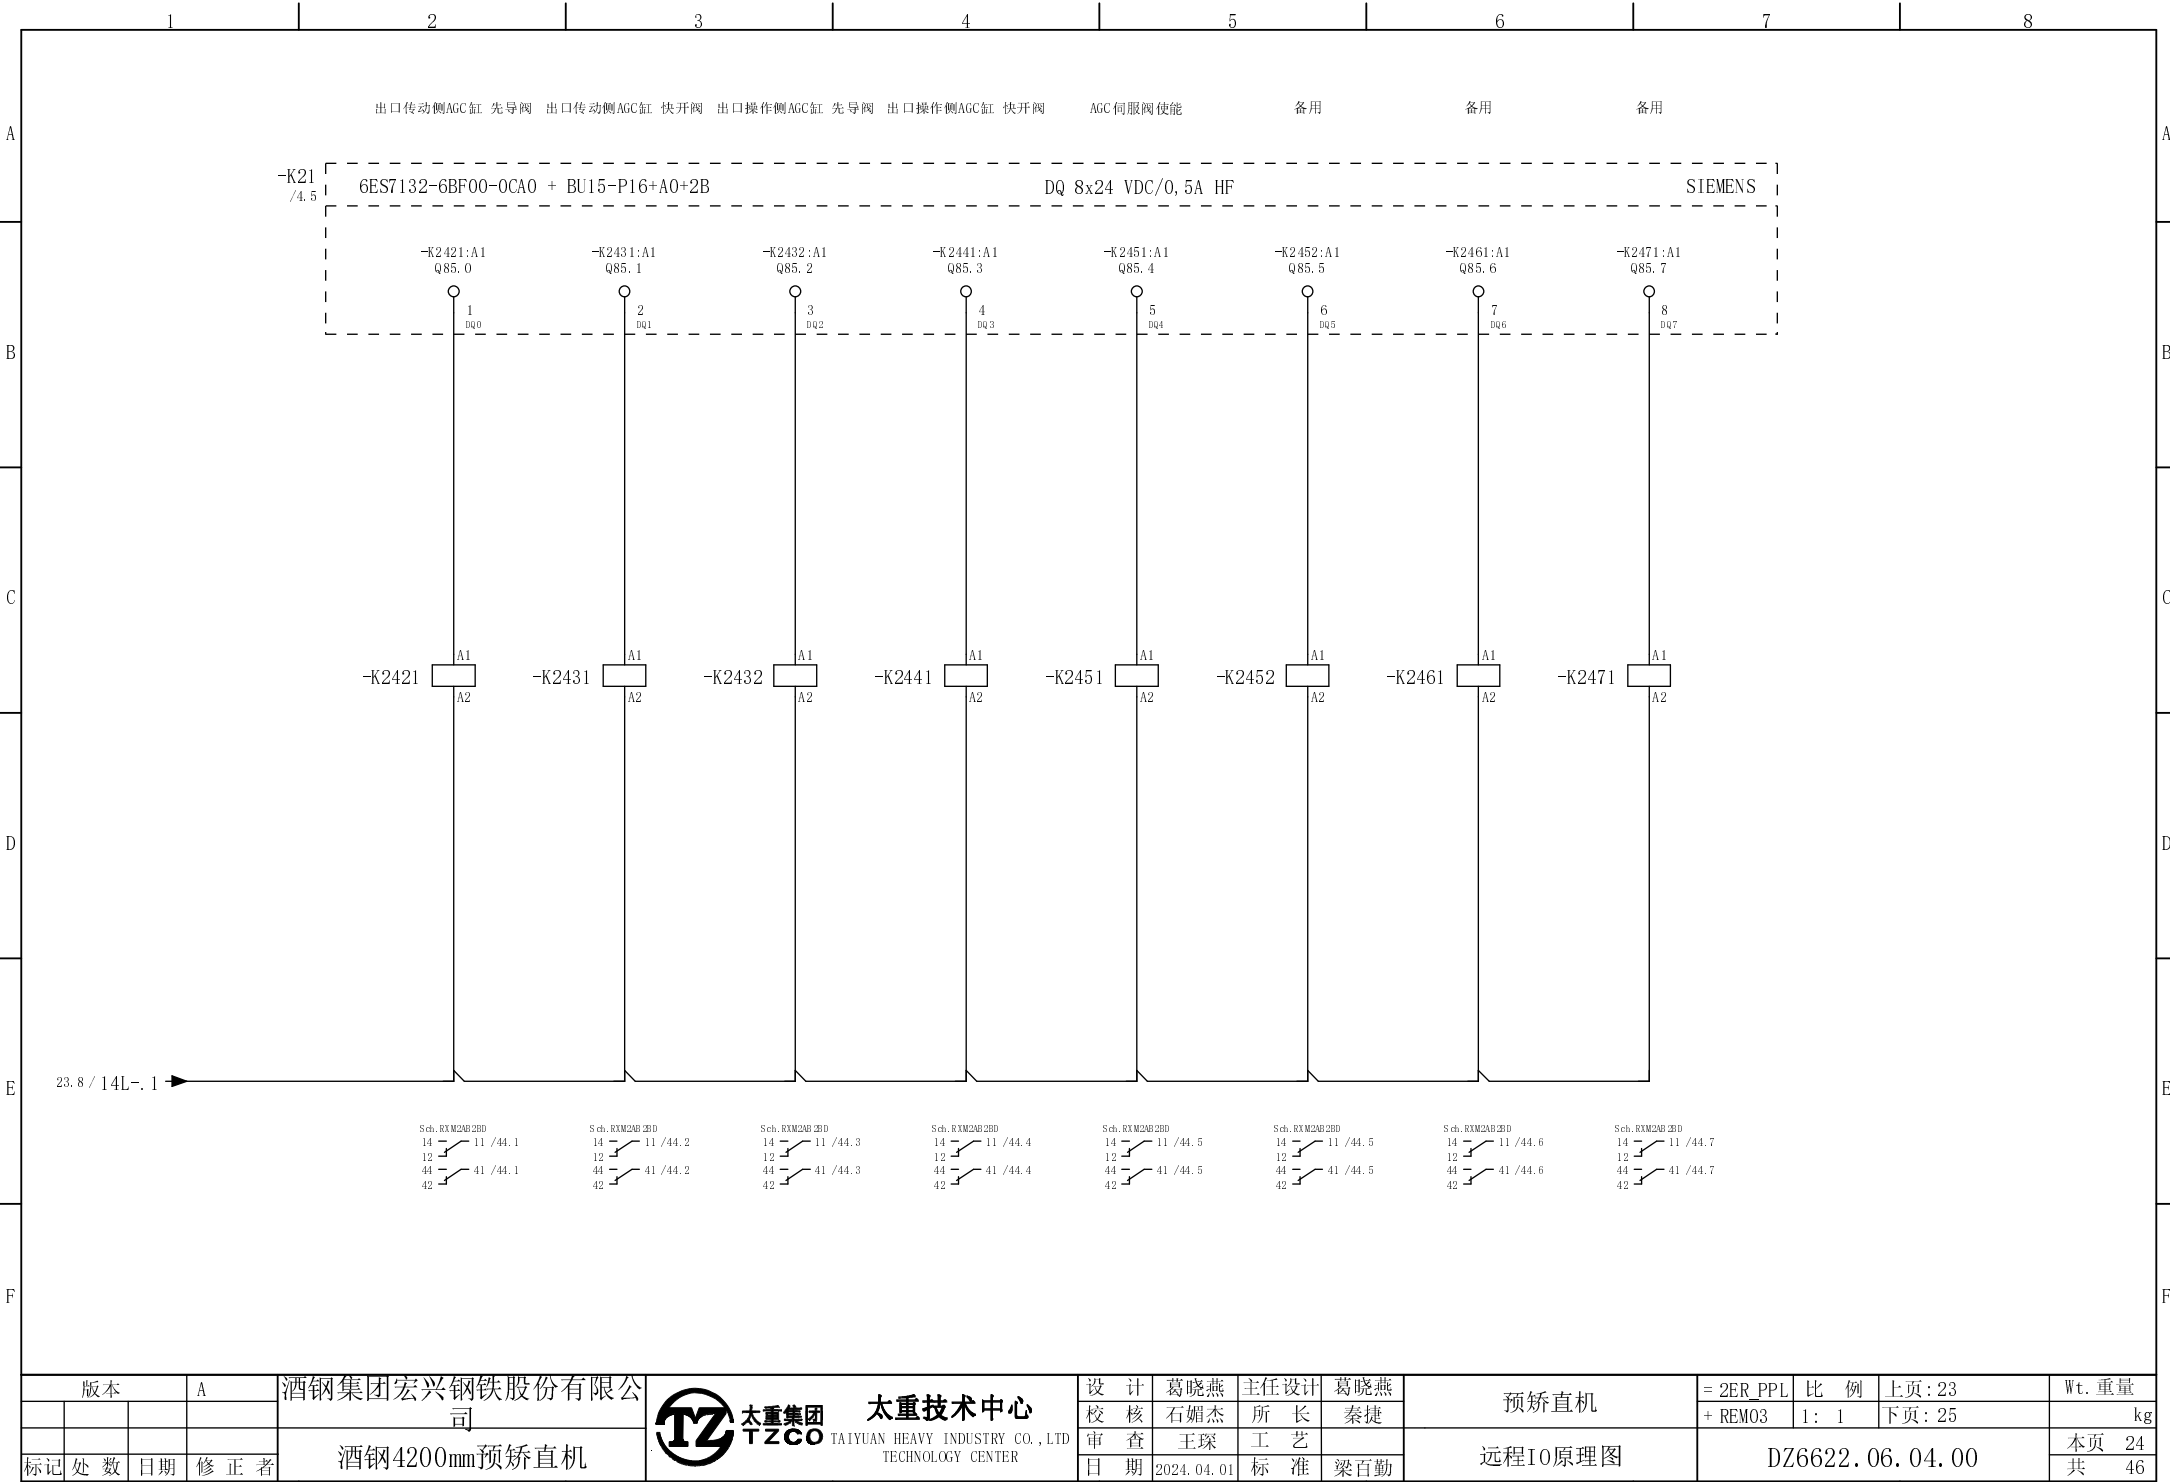 1 2 3 4 5 6 7 8
出口传动侧AGC缸 先导阀 出口传动侧AGC缸 快开阀 出口操作侧AGC缸 先导阀 出口操作侧AGC缸 快开阀 AGC伺服阀使能 备用 备用 备用
A A
-K21 6ES7132-6BF00-0CA0 + BU15-P16+A0+2B DQ 8x24 VDC/0,5A HF SIEMENS
/4.5
-K2421:A1 -K2431:A1 -K2432:A1 -K2441:A1 -K2451:A1 -K2452:A1 -K2461:A1 -K2471:A1
Q85.0 Q85.1 Q85.2 Q85.3 Q85.4 Q85.5 Q85.6 Q85.7
1 2 3 4 5 6 7 8
DQ0 DQ1 DQ2 DQ3 DQ4 DQ5 DQ6 DQ7
B B
C C
A1 A1 A1 A1 A1 A1 A1 A1
-K2421 -K2431 -K2432 -K2441 -K2451 -K2452 -K2461 -K2471
A2 A2 A2 A2 A2 A2 A2 A2
D D
23.8 / 14L-.1
E E
Sch.RXM2AB2BD Sch.RXM2AB2BD Sch.RXM2AB2BD Sch.RXM2AB2BD Sch.RXM2AB2BD Sch.RXM2AB2BD Sch.RXM2AB2BD Sch.RXM2AB2BD
14 11 /44.1 14 11 /44.2 14 11 /44.3 14 11 /44.4 14 11 /44.5 14 11 /44.5 14 11 /44.6 14 11 /44.7
12 12 12 12 12 12 12 12
44 41 /44.1 44 41 /44.2 44 41 /44.3 44 41 /44.4 44 41 /44.5 44 41 /44.5 44 41 /44.6 44 41 /44.7
42 42 42 42 42 42 42 42
F F
版本 A
标记 处 数 日期 修 正 者
酒钢集团宏兴钢铁股份有限公
司
酒钢4200mm预矫直机
TZ 太重集团
TZCO
太重技术中心
TAIYUAN HEAVY INDUSTRY CO.,LTD
TECHNOLOGY CENTER
设 计 葛晓燕 主任设计 葛晓燕
校 核 石媚杰 所 长 秦捷
审 查 王琛 工 艺
日 期 2024.04.01 标 准 梁百勤
预矫直机
远程IO原理图
= 2ER_PPL 比 例 上页:23 Wt.重量
+ REM03 1: 1 下页:25 kg
DZ6622.06.04.00
本页 24
共 46